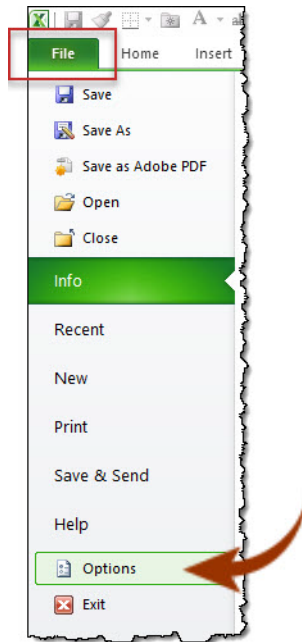 A
File Home Insert
Save
Save As
Save as Adobe PDF
Open
Close
Info
Recent
New
Print
Save & Send
Help
Options
Exit